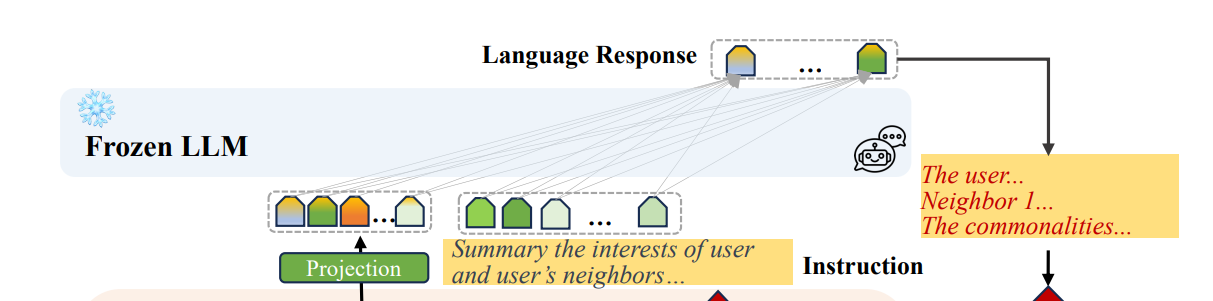 Language Response
...
Frozen LLM
The user...
Neighbor 1...
The commonalities...
...
...
Summary the interests of user
and user's neighbors...
Instruction
Projection